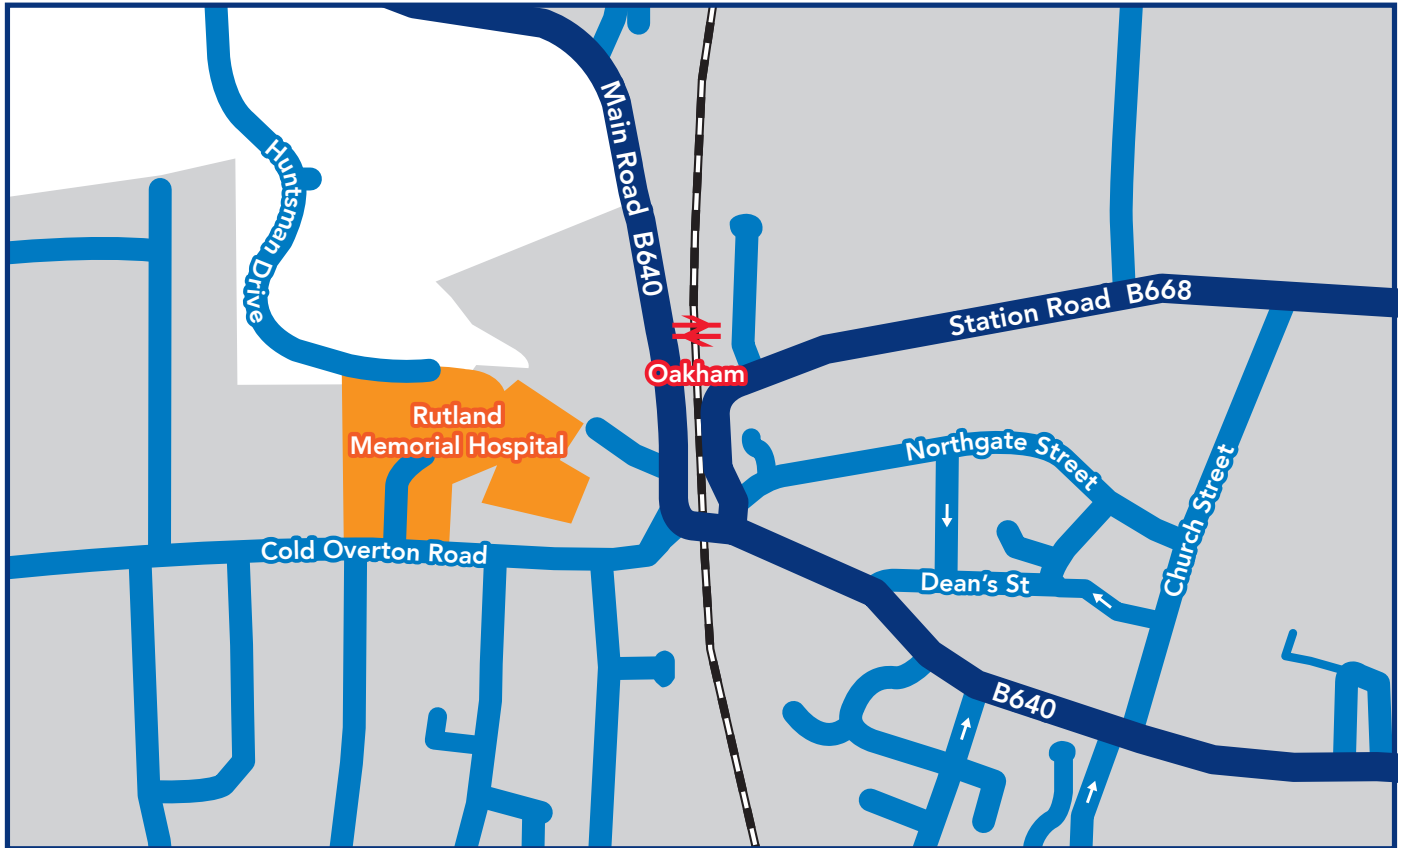 Main Road B640
Huntsman Drive
Station Road B668
Oakham
Rutland
Memorial Hospital
Northgate Street
Church Street
Cold Overton Road
Dean's St
B640